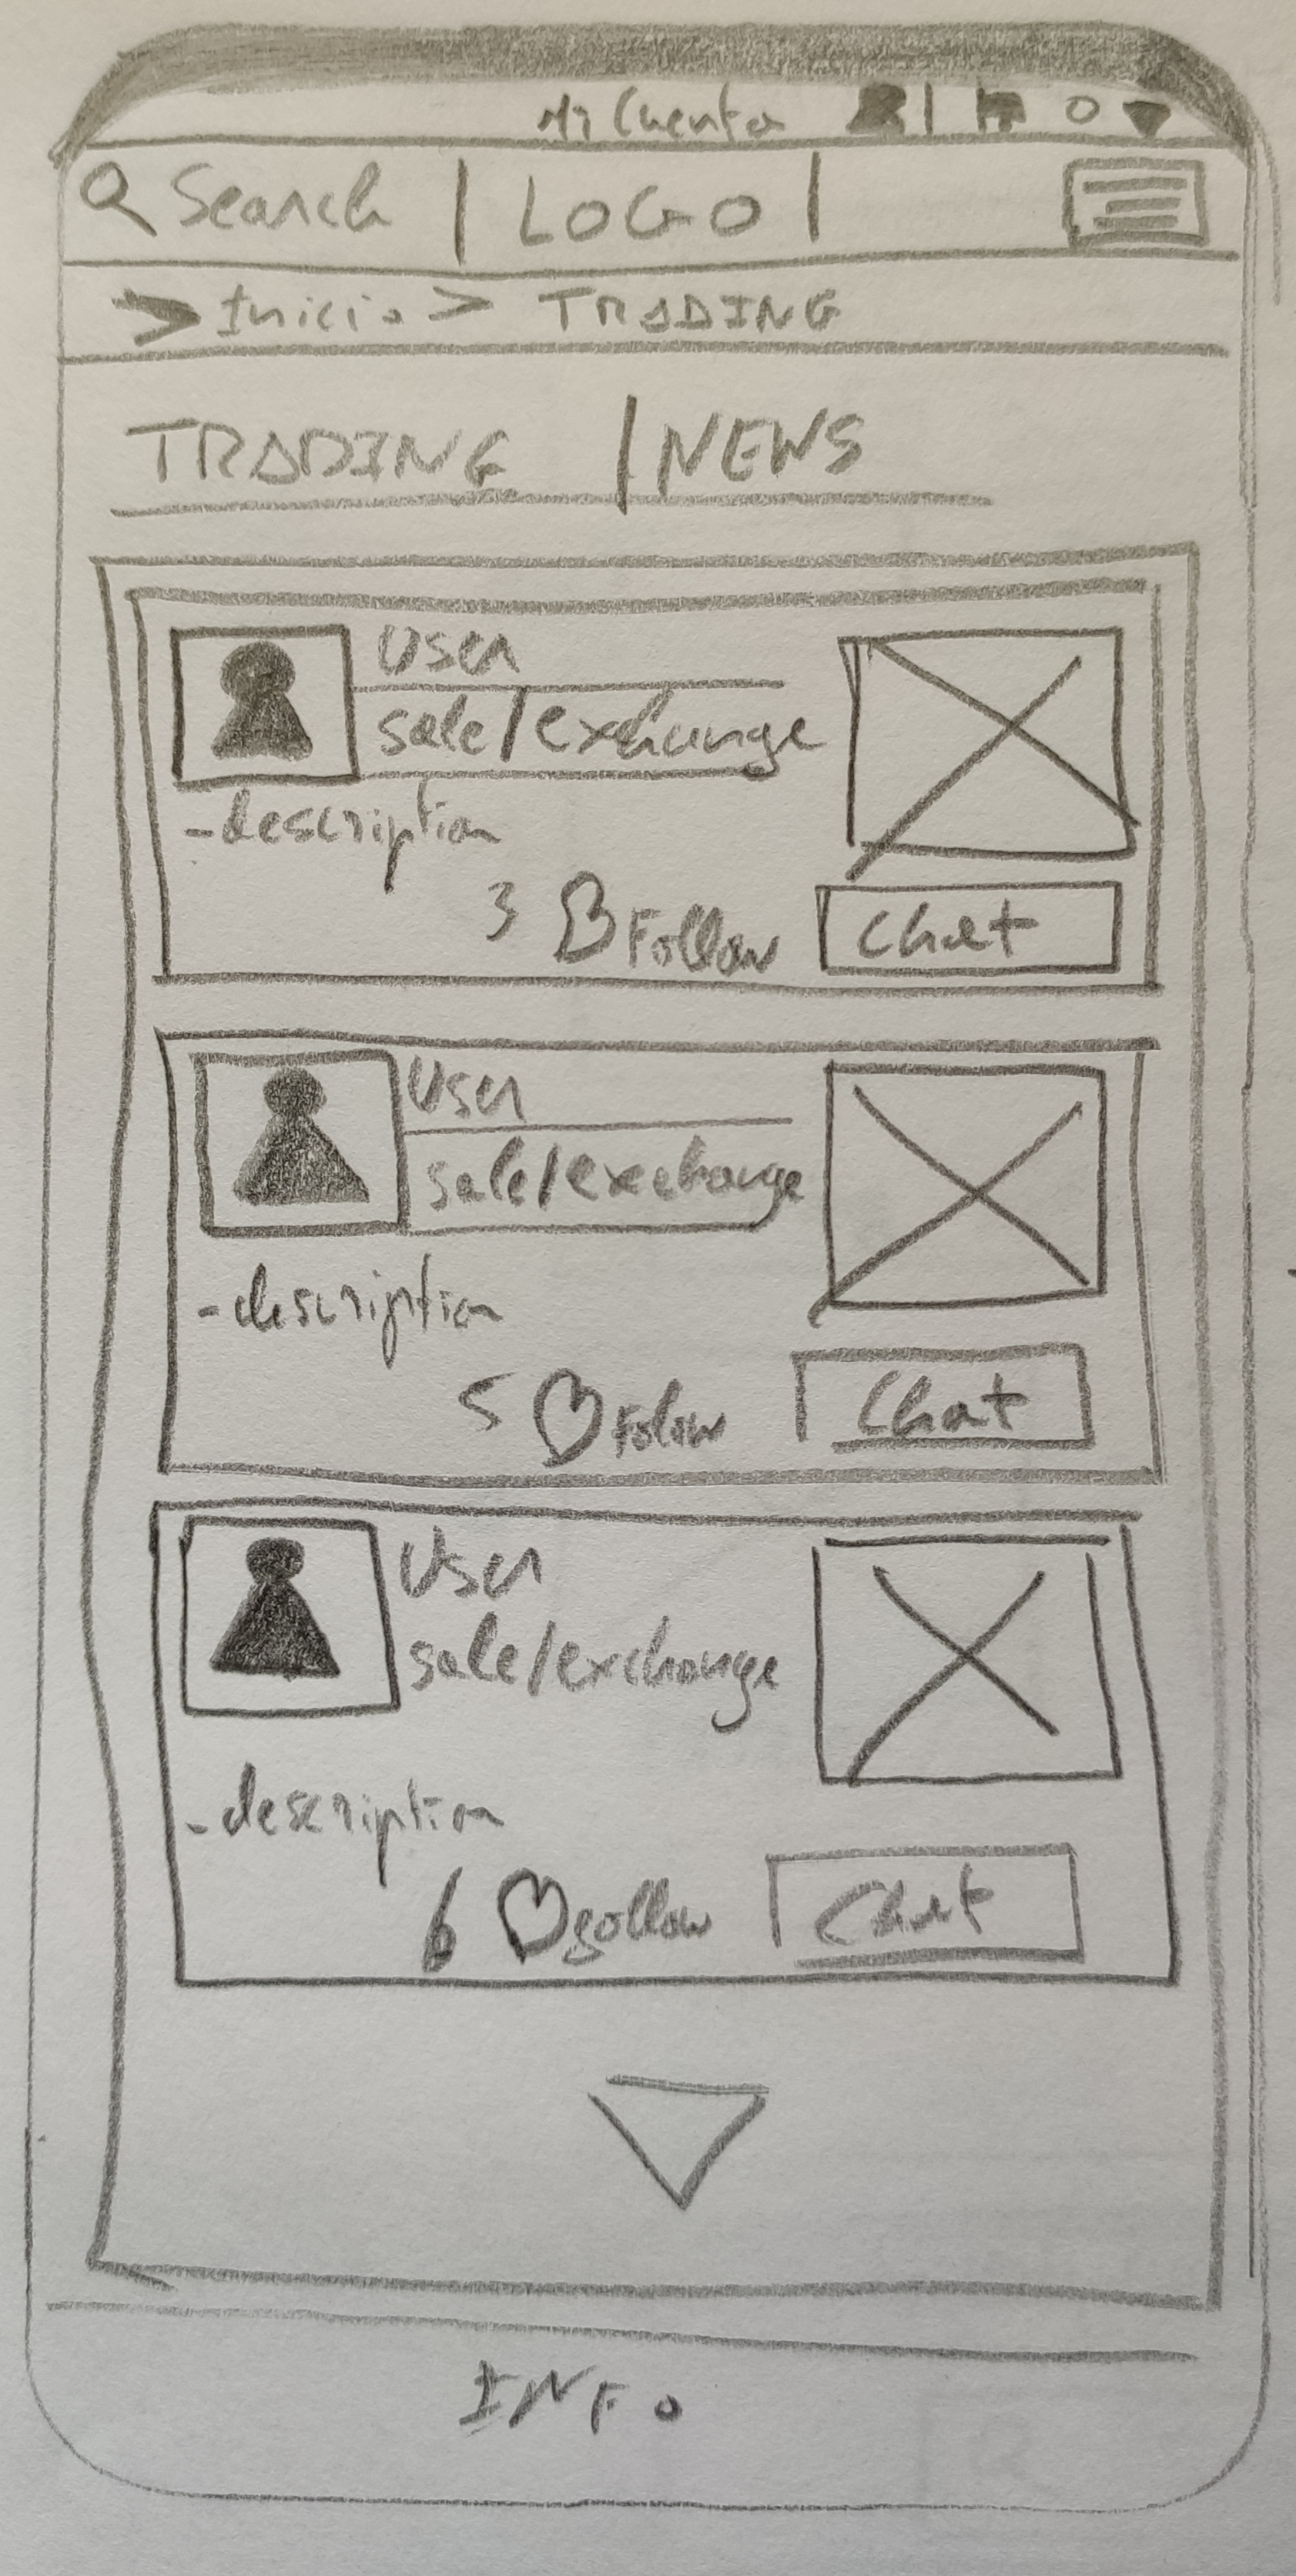 Mi Cuenta | 0
Search | LOGO |
> Inicio > TRADING
TRADING | NEWS
User
sale/exchange
-description
3 Follow
Chat
User
sale/exchange
-description
5 Follow
Chat
User
sale/exchange
-description
6 follow
Chat
INFO